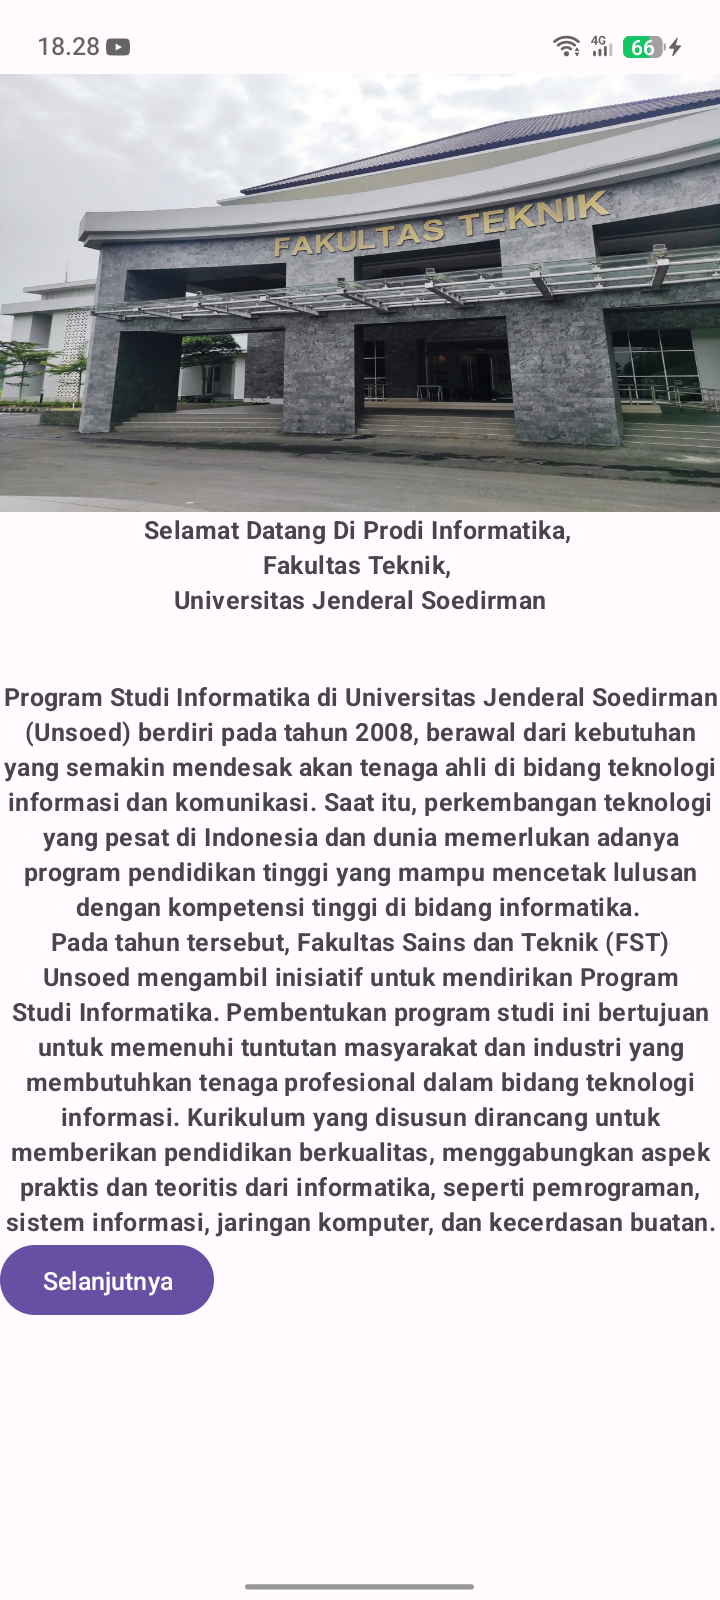 18.28
4G
66
FAKULTAS TEKNIK
Selamat Datang Di Prodi Informatika,
Fakultas Teknik,
Universitas Jenderal Soedirman
Program Studi Informatika di Universitas Jenderal Soedirman
(Unsoed) berdiri pada tahun 2008, berawal dari kebutuhan
yang semakin mendesak akan tenaga ahli di bidang teknologi
informasi dan komunikasi. Saat itu, perkembangan teknologi
yang pesat di Indonesia dan dunia memerlukan adanya
program pendidikan tinggi yang mampu mencetak lulusan
dengan kompetensi tinggi di bidang informatika.
Pada tahun tersebut, Fakultas Sains dan Teknik (FST)
Unsoed mengambil inisiatif untuk mendirikan Program
Studi Informatika. Pembentukan program studi ini bertujuan
untuk memenuhi tuntutan masyarakat dan industri yang
membutuhkan tenaga profesional dalam bidang teknologi
informasi. Kurikulum yang disusun dirancang untuk
memberikan pendidikan berkualitas, menggabungkan aspek
praktis dan teoritis dari informatika, seperti pemrograman,
sistem informasi, jaringan komputer, dan kecerdasan buatan.
Selanjutnya